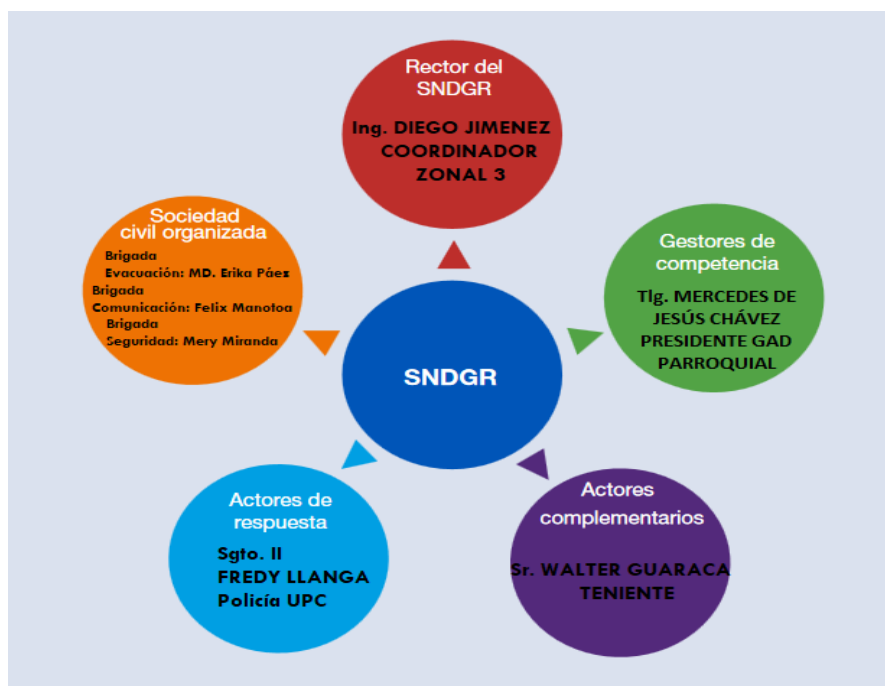 Rector del
SNDGR
Ing. DIEGO JIMENEZ
COORDINADOR
ZONAL 3
Sociedad
civil organizada
Brigada
Evacuación: MD. Erika Páez
Brigada
Comunicación: Felix Manotoa
Brigada
Seguridad: Mery Miranda
Gestores de
competencia
Tlg. MERCEDES DE
JESÚS CHÁVEZ
PRESIDENTE GAD
PARROQUIAL
SNDGR
Actores de
respuesta
Sgto. II
FREDY LLANGA
Policía UPC
Actores
complementarios
Sr. WALTER GUARACA
TENIENTE